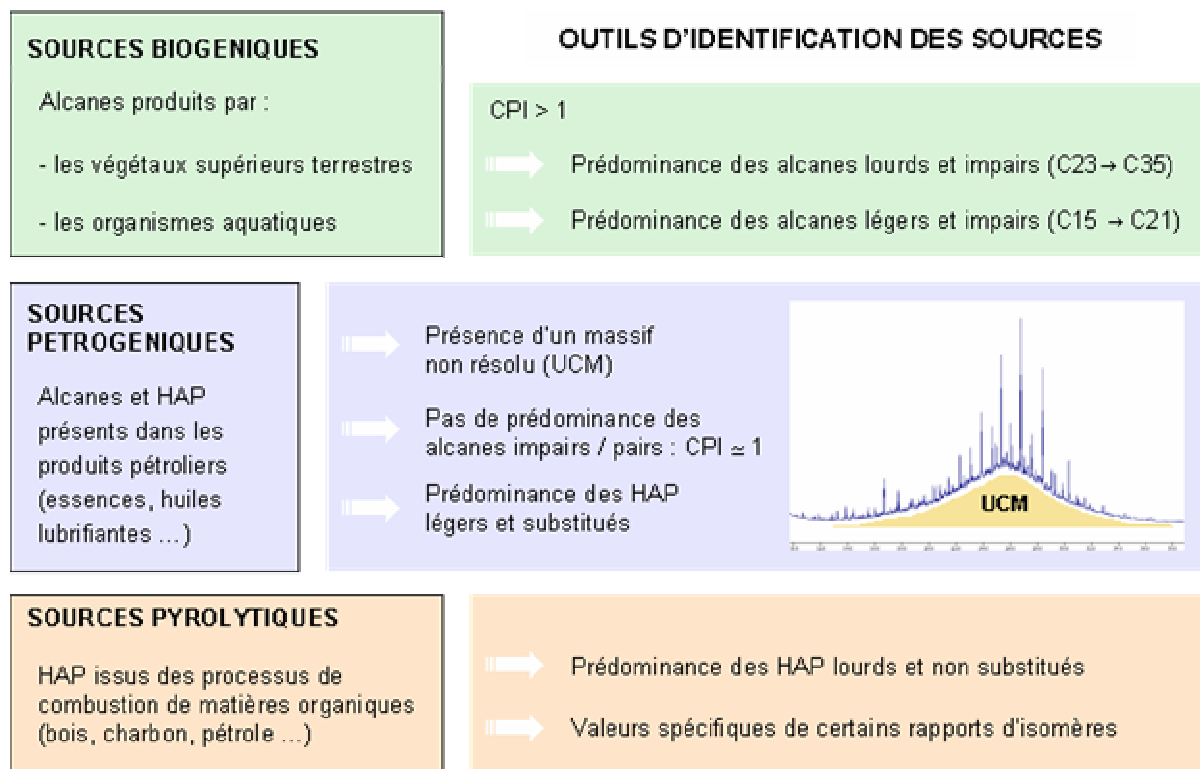 SOURCES BIOGENIQUES
Alcanes produits par :
- les végétaux supérieurs terrestres
- les organismes aquatiques
OUTILS D'IDENTIFICATION DES SOURCES
CPI > 1
Prédominance des alcanes lourds et impairs (C23→ C35)
Prédominance des alcanes légers et impairs (C15 → C21)
SOURCES
PETROGENIQUES
Alcanes et HAP
présents dans les
produits pétroliers
(essences, huiles
lubrifiantes ...)
Présence d'un massif
non résolu (UCM)
Pas de prédominance des
alcanes impairs / pairs : CPI ≃ 1
Prédominance des HAP
légers et substitués
UCM
SOURCES PYROLYTIQUES
HAP issus des processus de
combustion de matières organiques
(bois, charbon, pétrole ...)
Prédominance des HAP lourds et non substitués
Valeurs spécifiques de certains rapports d'isomères